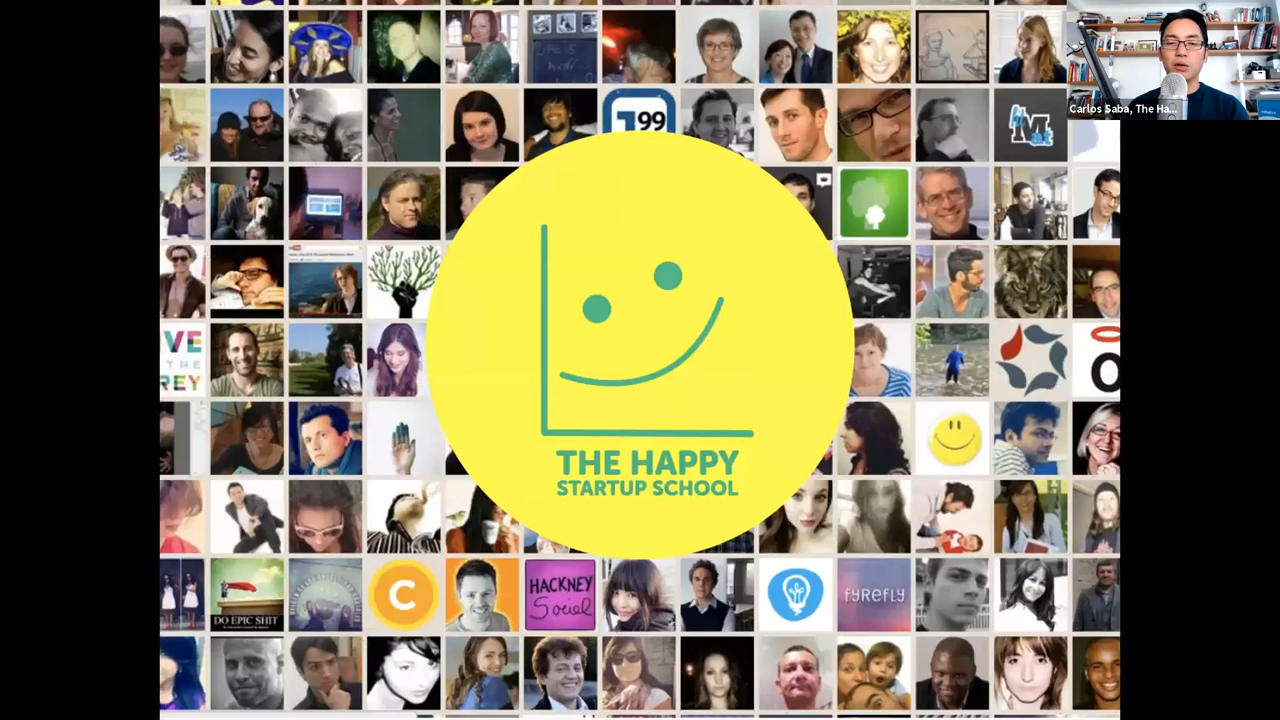 Carlos Saba, The Ha...
99
VE
THE
REY
THE HAPPY
STARTUP SCHOOL
DO EPIC SHIT
C
HACKNEY
Social
fyrefly
O